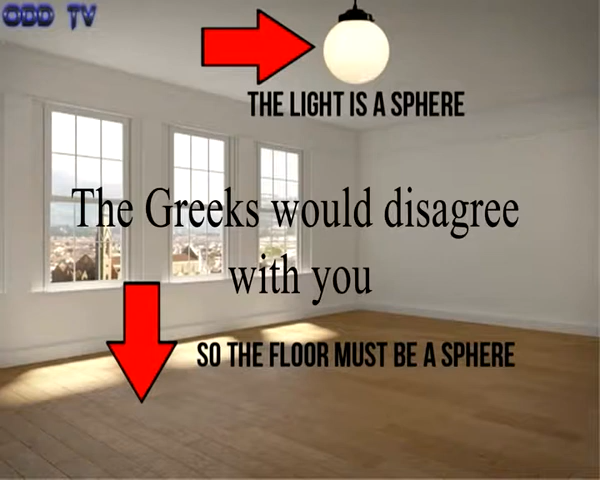 ODD TV
THE LIGHT IS A SPHERE
The Greeks would disagree
with you
SO THE FLOOR MUST BE A SPHERE